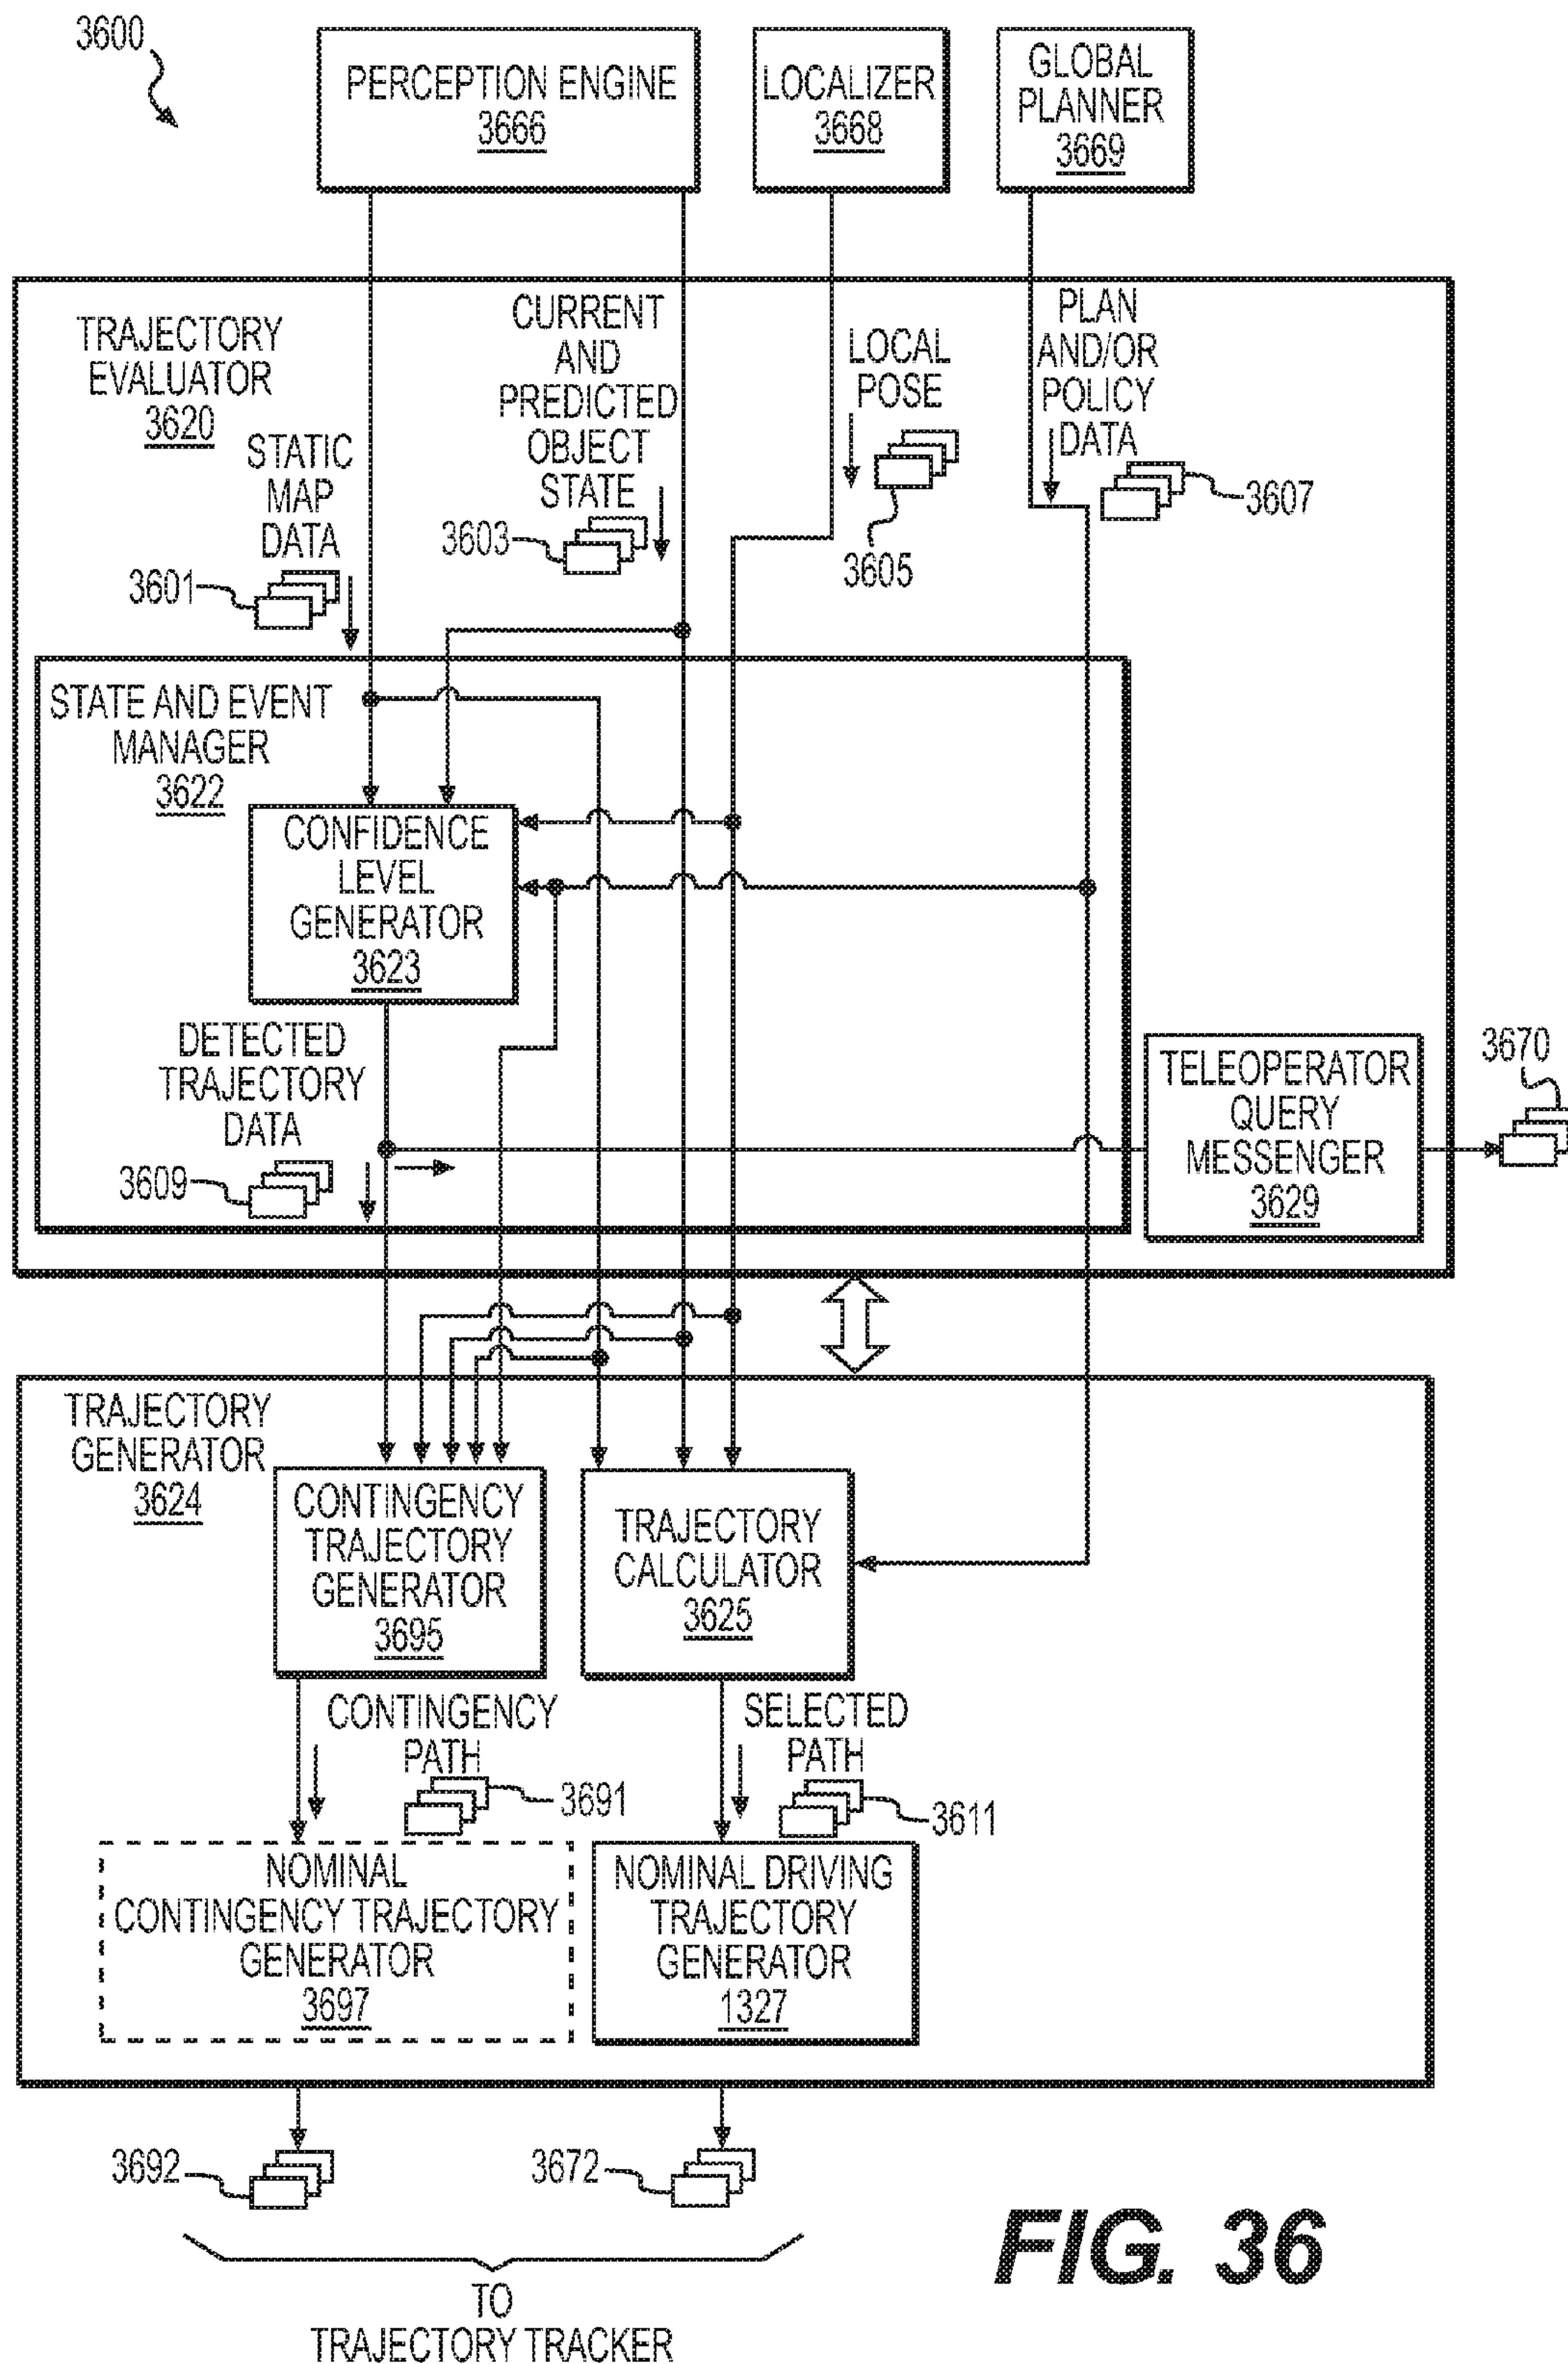 3600
PERCEPTION ENGINE
3666
LOCALIZER
3668
GLOBAL
PLANNER
3669
TRAJECTORY
EVALUATOR
3620
STATIC
MAP
DATA
3601
CURRENT
AND
PREDICTED
OBJECT
STATE
3603
LOCAL
POSE
3605
PLAN
AND/OR
POLICY
DATA
3607
STATE AND EVENT
MANAGER
3622
CONFIDENCE
LEVEL
GENERATOR
3623
DETECTED
TRAJECTORY
DATA
3609
TELEOPERATOR
QUERY
MESSENGER
3629
3670
TRAJECTORY
GENERATOR
3624
CONTINGENCY
TRAJECTORY
GENERATOR
3695
TRAJECTORY
CALCULATOR
3625
CONTINGENCY
PATH
3691
SELECTED
PATH
3611
NOMINAL
CONTINGENCY TRAJECTORY
GENERATOR
3697
NOMINAL DRIVING
TRAJECTORY
GENERATOR
1327
3692
3672
TO
TRAJECTORY TRACKER
FIG. 36